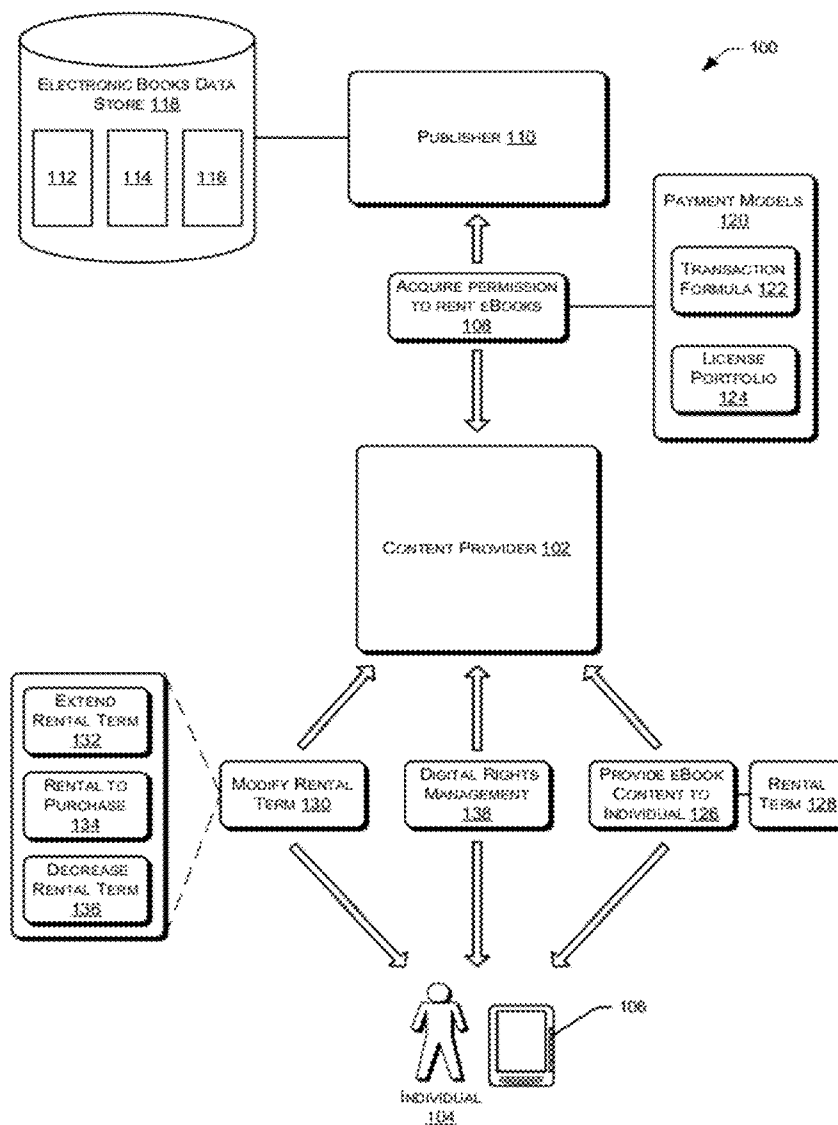 100
ELECTRONIC BOOKS DATA
STORE 118
112
114
116
PUBLISHER 110
PAYMENT MODELS
120
TRANSACTION
FORMULA 122
LICENSE
PORTFOLIO
124
ACQUIRE PERMISSION
TO RENT EBOOKS
108
CONTENT PROVIDER 102
EXTEND
RENTAL TERM
132
RENTAL TO
PURCHASE
134
DECREASE
RENTAL TERM
136
MODIFY RENTAL
TERM 130
DIGITAL RIGHTS
MANAGEMENT
138
PROVIDE EBOOK
CONTENT TO
INDIVIDUAL 126
RENTAL
TERM 128
106
INDIVIDUAL
104